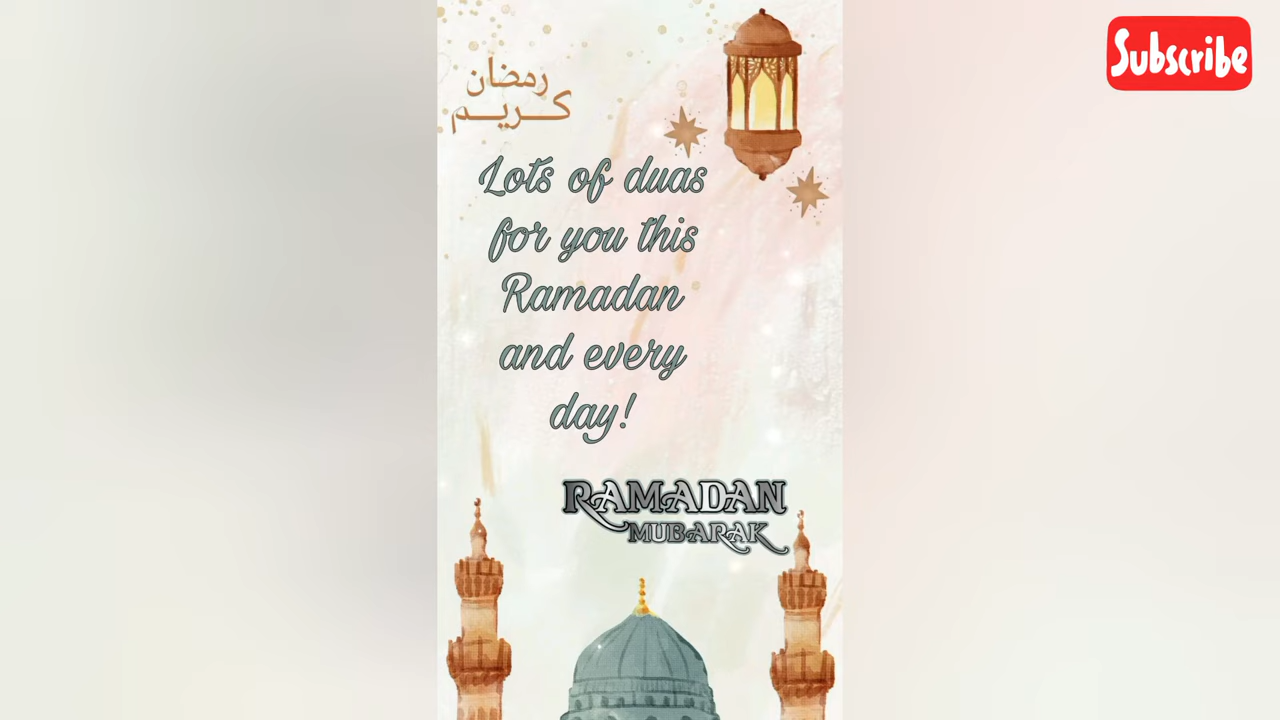 Subscribe
رمضان
كريم
Lots of duas
for you this
Ramadan
and every
day!
RAMADAN
MUBARAK